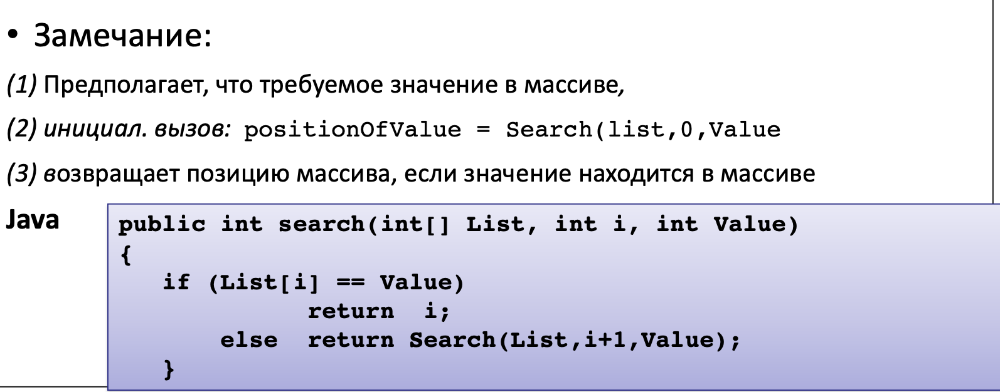 • Замечание:
(1) Предполагает, что требуемое значение в массиве,
(2) инициал. вызов: positionOfValue = Search(list,0,Value
(3) возвращает позицию массива, если значение находится в массиве
Java
public int search(int[] List, int i, int Value)
{
if (List[i] == Value)
return i;
else return Search(List,i+1,Value);
}